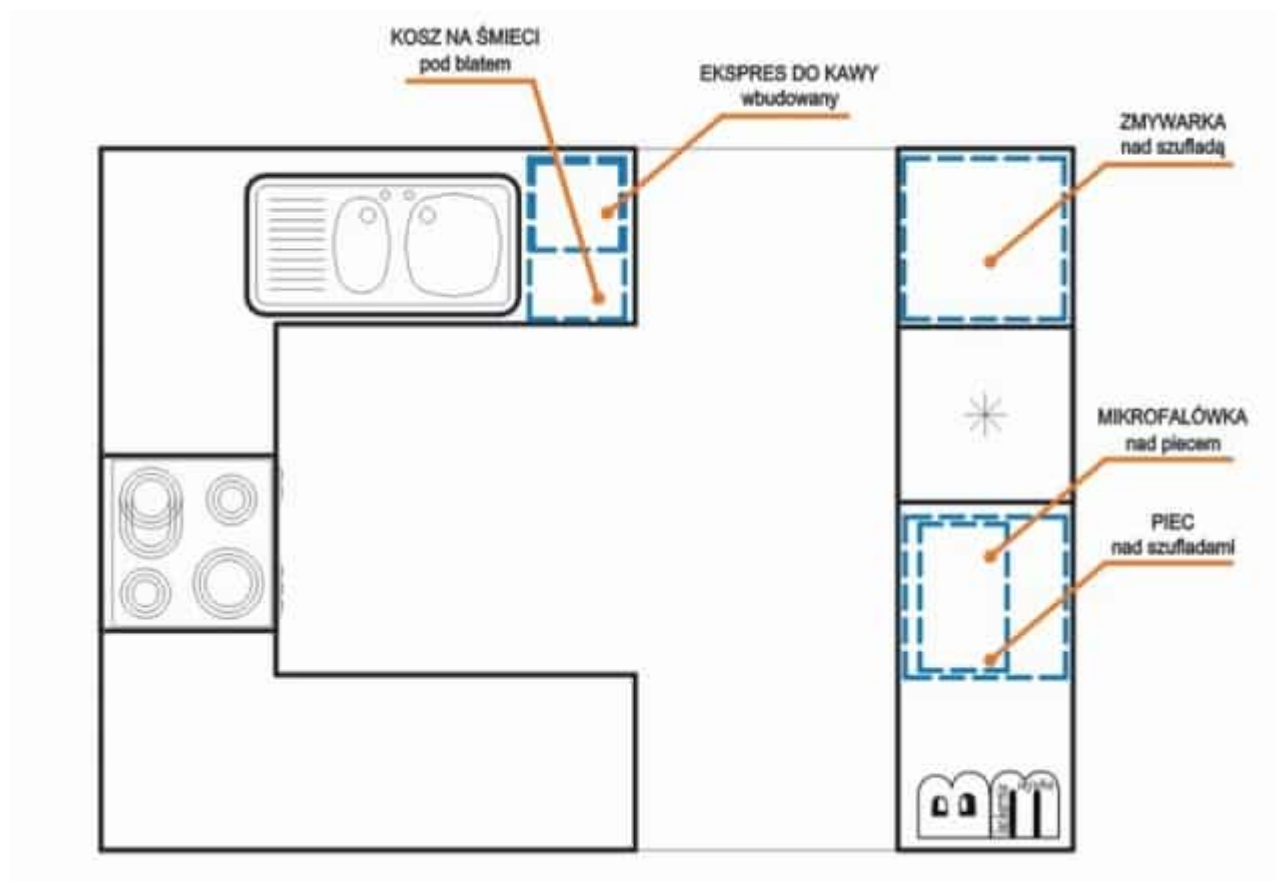 KOSZ NA ŚMIECI
pod blatem
EKSPRES DO KAWY
wbudowany
ZMYWARKA
nad szufladą
MIKROFALÓWKA
nad piecem
PIEC
nad szufladami